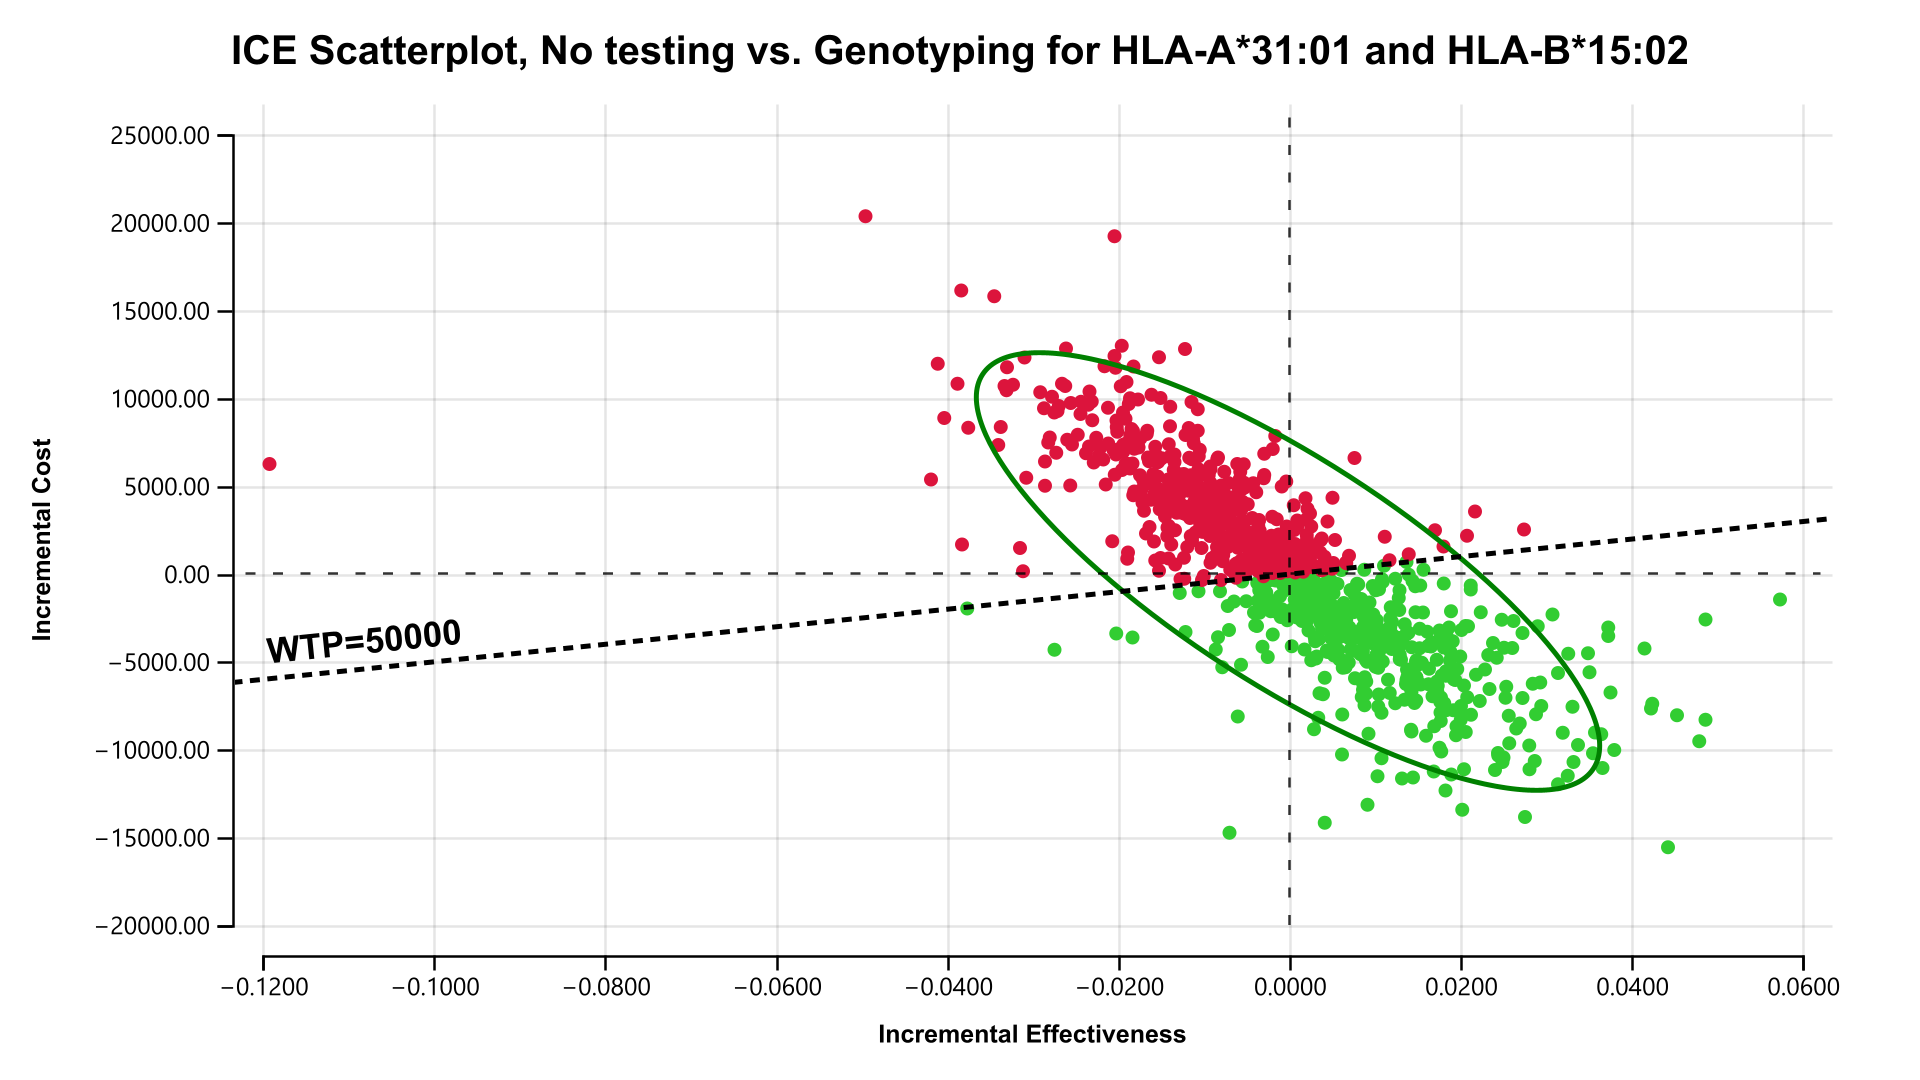 ICE Scatterplot, No testing vs. Genotyping for HLA-A*31:01 and HLA-B*15:02
25000.00
20000.00
15000.00
10000.00
5000.00
0.00
−5000.00
−10000.00
−15000.00
−20000.00
Incremental Cost
WTP=50000
−0.1200 −0.1000 −0.0800 −0.0600 −0.0400 −0.0200 0.0000 0.0200 0.0400 0.0600
Incremental Effectiveness